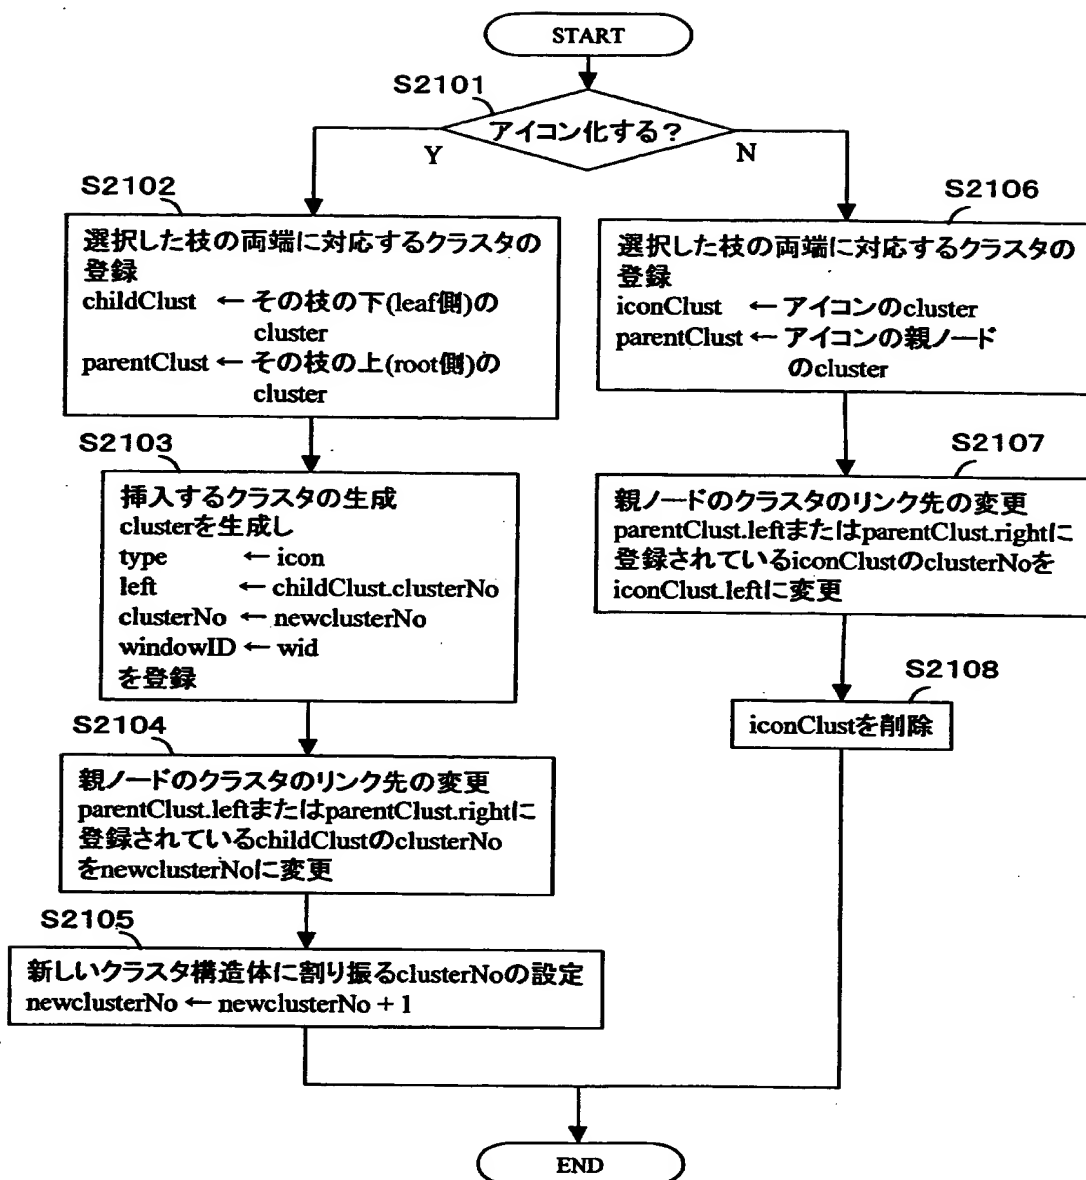 START
S2101
アイコン化する?
Y
N
S2102
選択した枝の両端に対応するクラスタの
登録
childClust ← その枝の下(leaf側)の
cluster
parentClust ← その枝の上(root側)の
cluster
S2103
挿入するクラスタの生成
clusterを生成し
type ← icon
left ← childClust.clusterNo
clusterNo ← newclusterNo
windowID ← wid
を登録
S2104
親ノードのクラスタのリンク先の変更
parentClust.leftまたはparentClust.rightに
登録されているchildClustのclusterNo
をnewclusterNoに変更
S2105
新しいクラスタ構造体に割り振るclusterNoの設定
newclusterNo ← newclusterNo + 1
S2106
選択した枝の両端に対応するクラスタの
登録
iconClust ← アイコンのcluster
parentClust ← アイコンの親ノード
のcluster
S2107
親ノードのクラスタのリンク先の変更
parentClust.leftまたはparentClust.rightに
登録されているiconClustのclusterNoを
iconClust.leftに変更
S2108
iconClustを削除
END